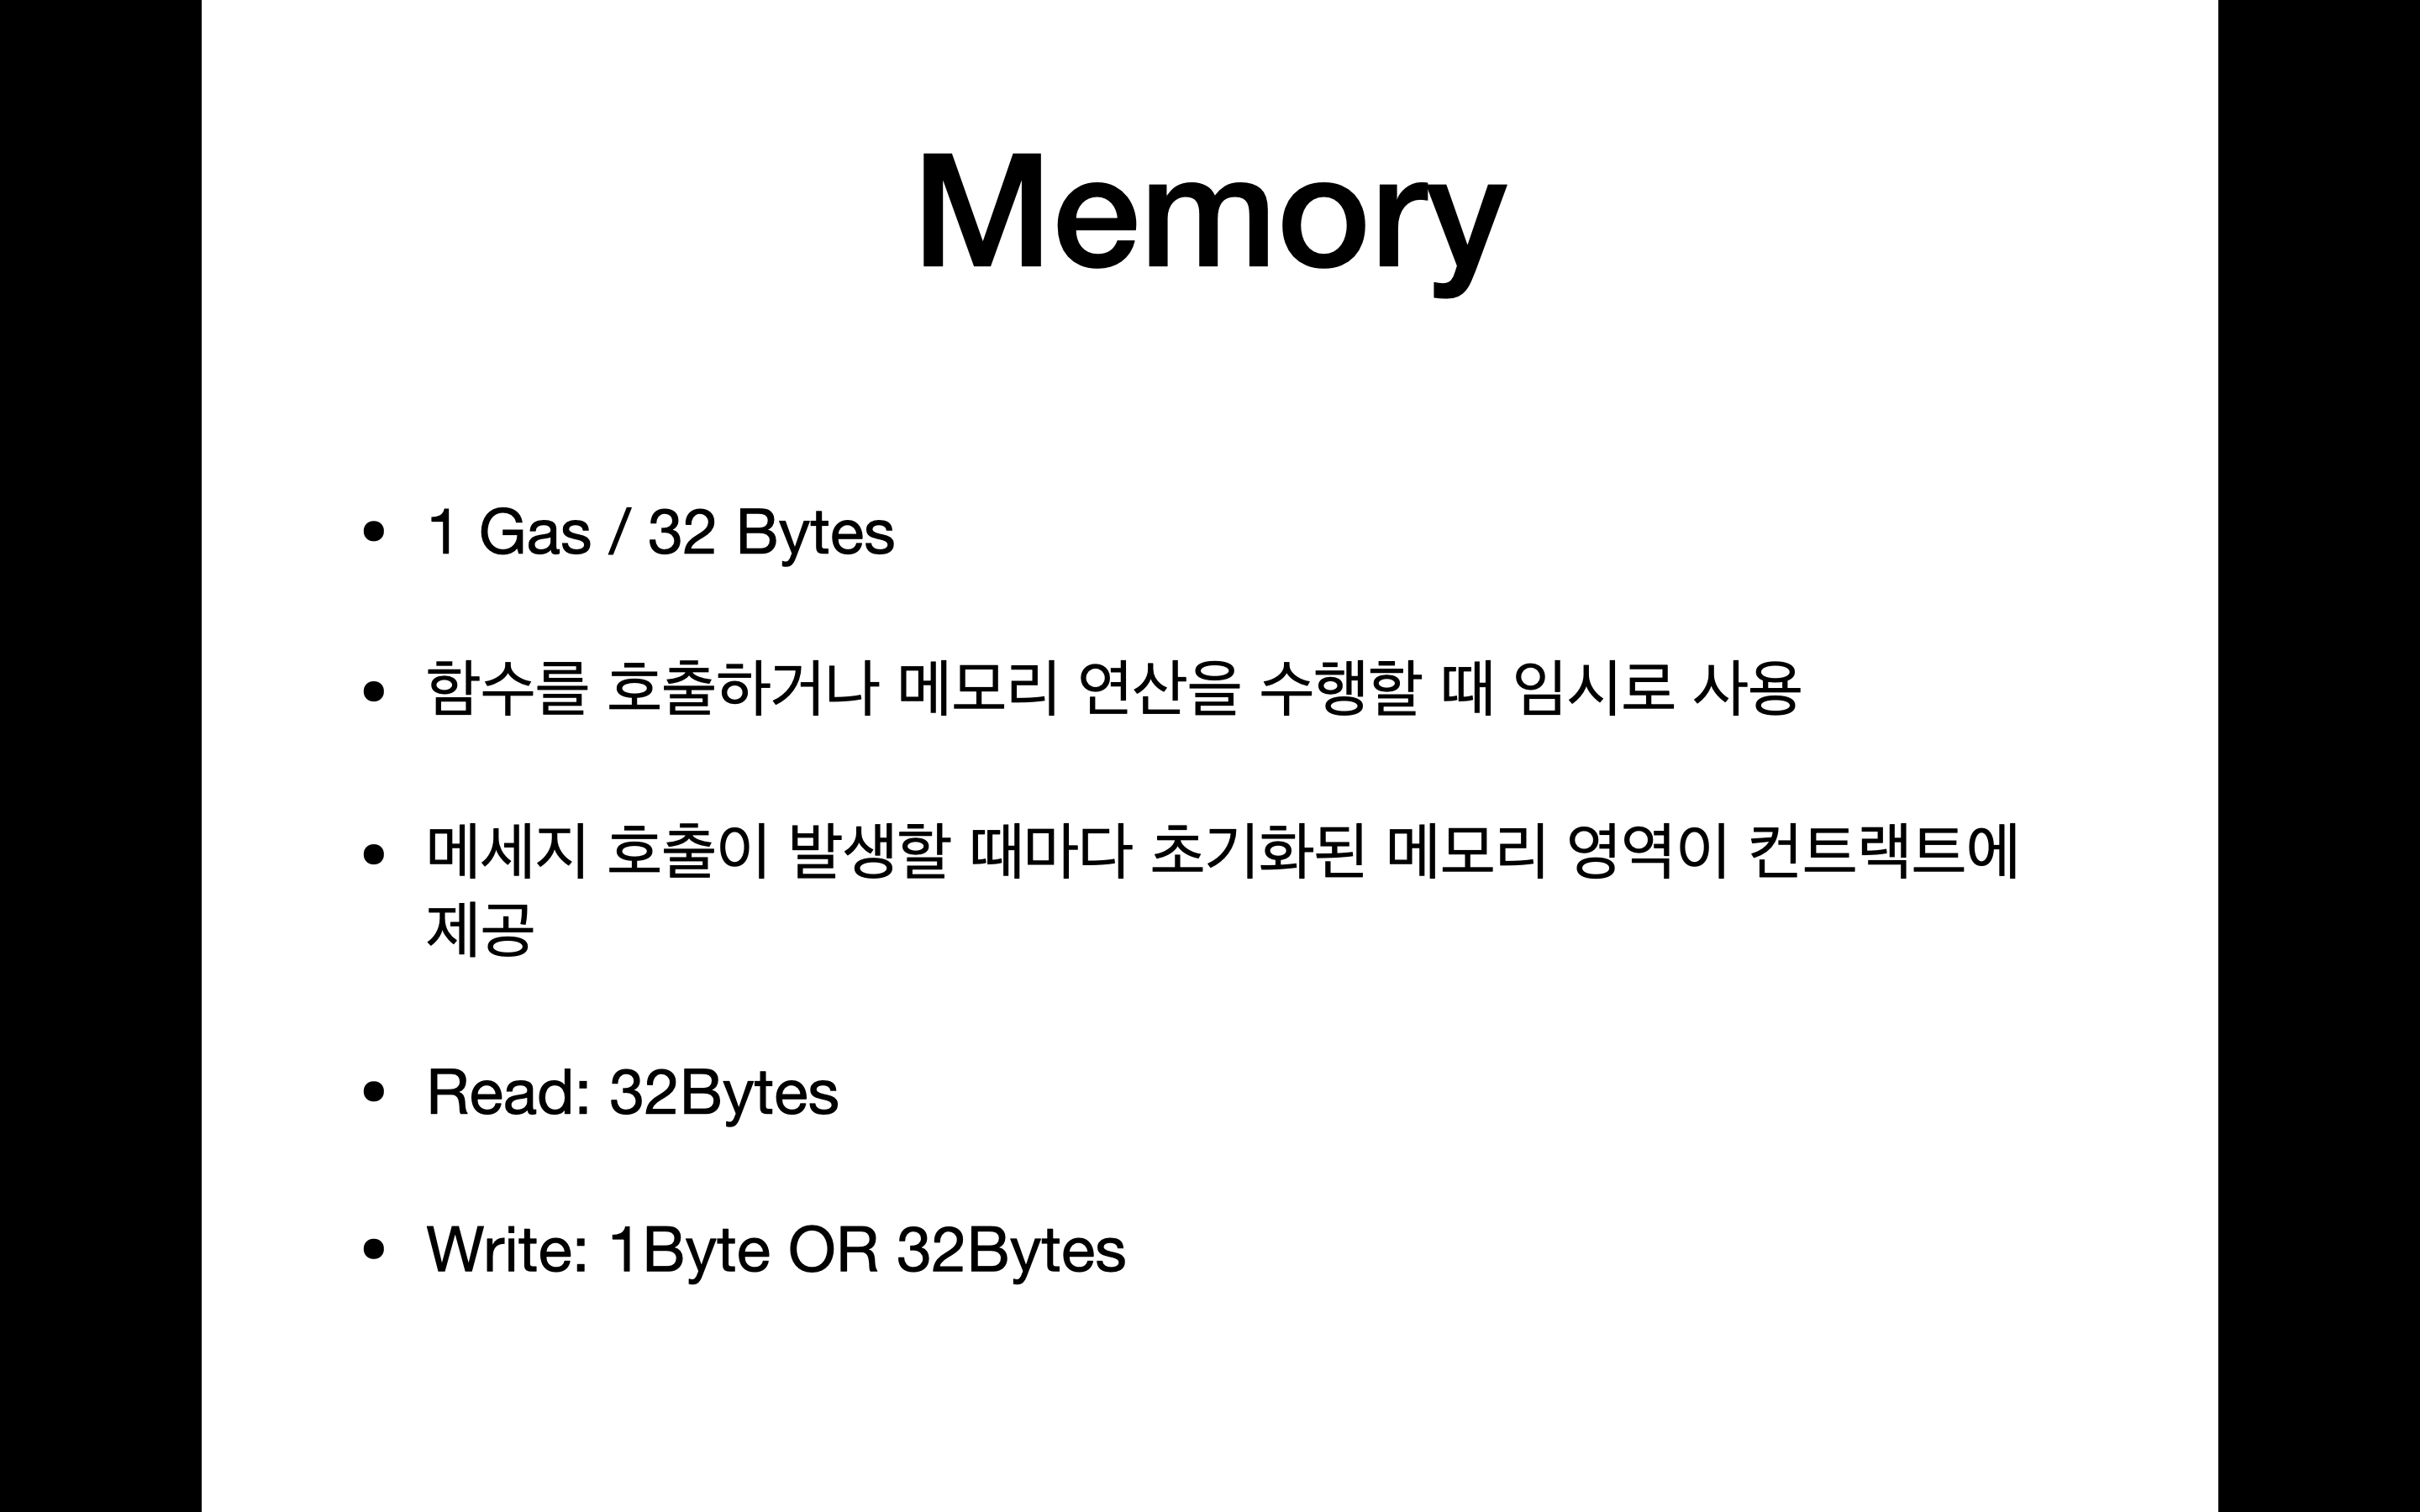 Memory
• 1 Gas / 32 Bytes
• 함수를 호출하거나 메모리 연산을 수행할 때 임시로 사용
• 메세지 호출이 발생할 때마다 초기화된 메모리 영역이 컨트랙트에
제공
• Read: 32Bytes
• Write: 1Byte OR 32Bytes